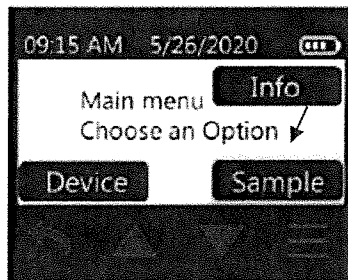 09:15 AM 5/26/2020
Info
Main menu
Choose an Option
Device Sample